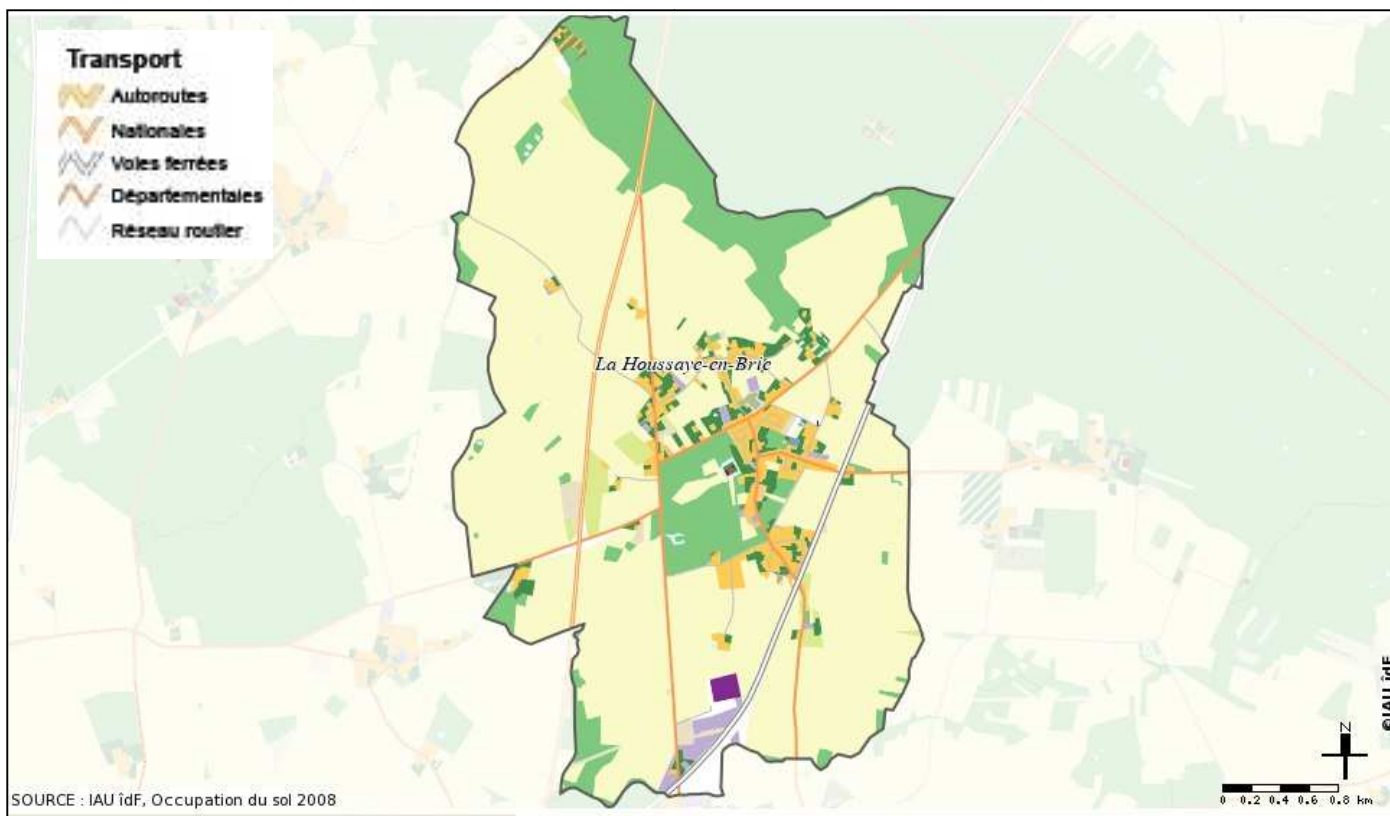 Transport
Autoroutes
Nationales
Voies ferrées
Départementales
Réseau routier
La Houssaye-en-Brie
©IAU îdF
N
0 0.2 0.4 0.6 0.8 km
SOURCE : IAU îdF, Occupation du sol 2008